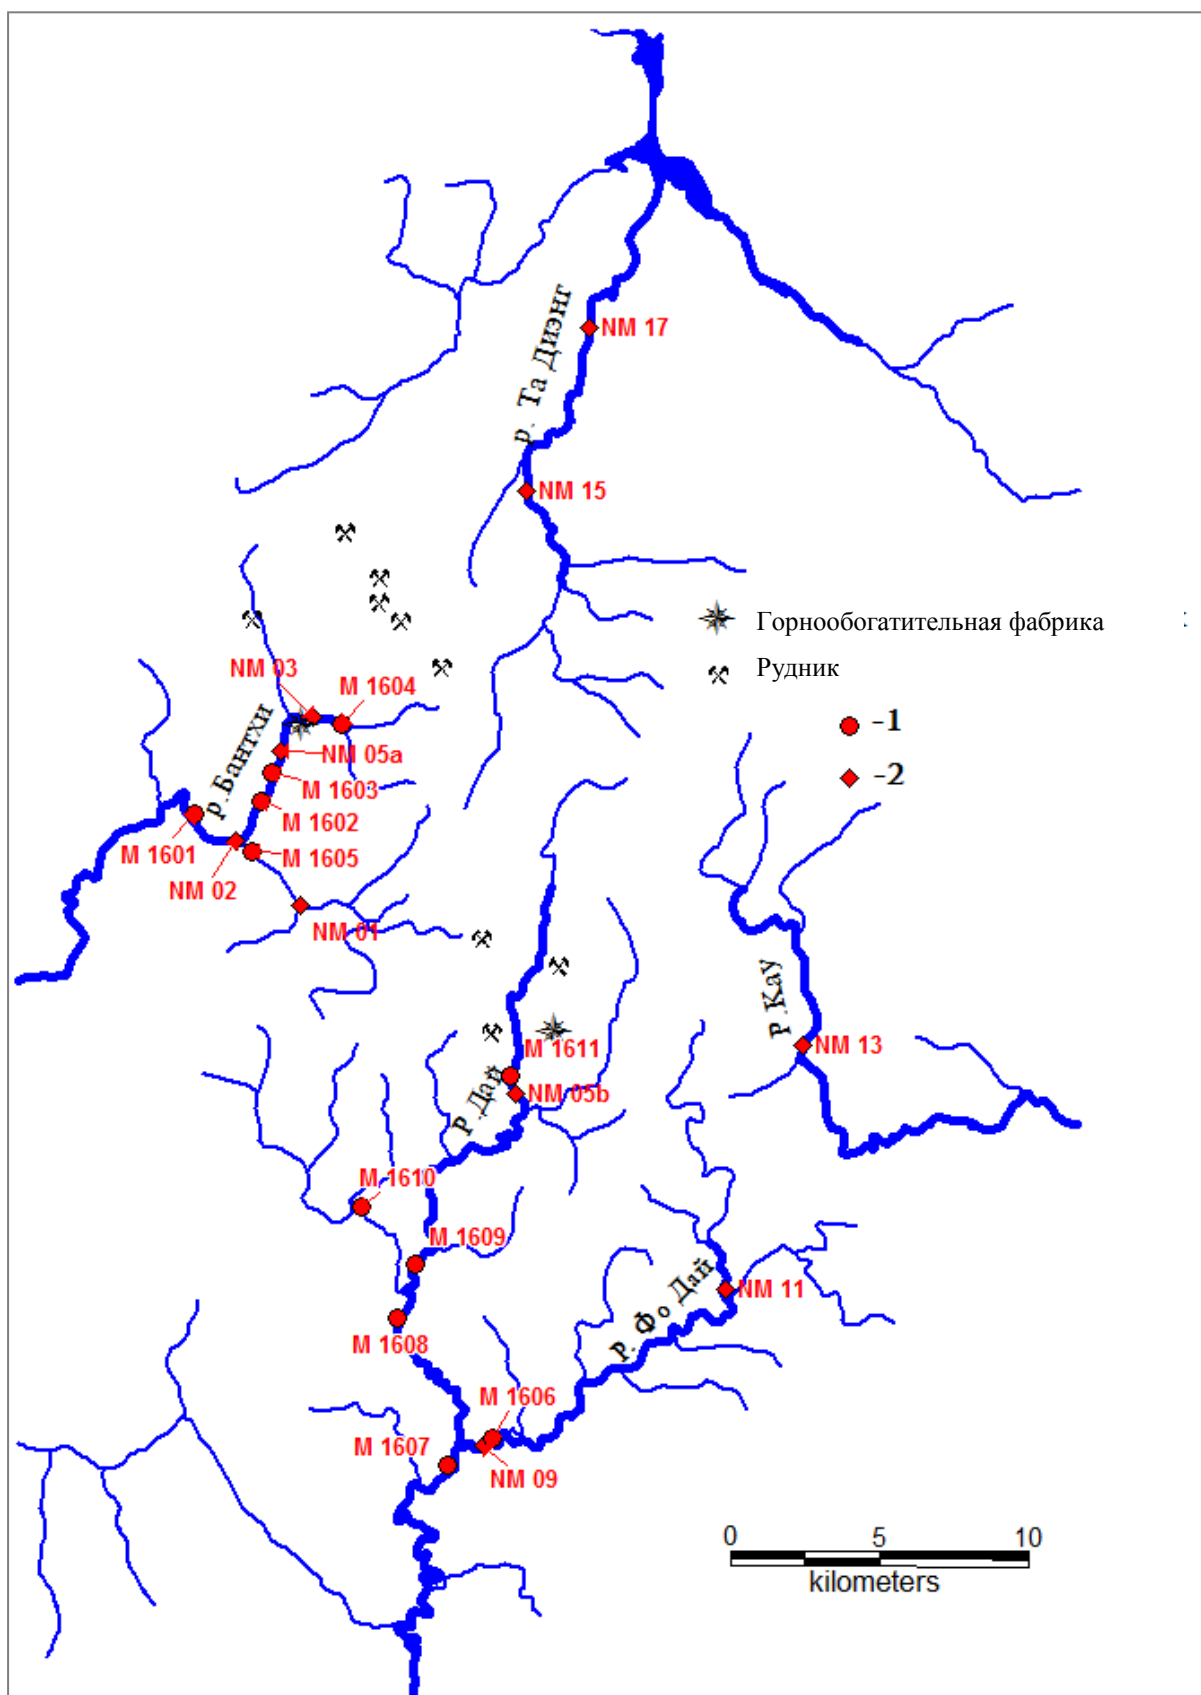 р. Та Диэнг
NM 17
NM 15
Горнообогатительная фабрика
Рудник
-1
-2
NM 03
M 1604
р.Бантхи
NM 05a
M 1603
M 1602
M 1601
M 1605
NM 02
NM 01
Р.Кау
NM 13
M 1611
NM 05b
Р.Дай
M 1610
M 1609
Р. Фо Дай
NM 11
M 1608
M 1606
M 1607
NM 09
0 5 10
kilometers